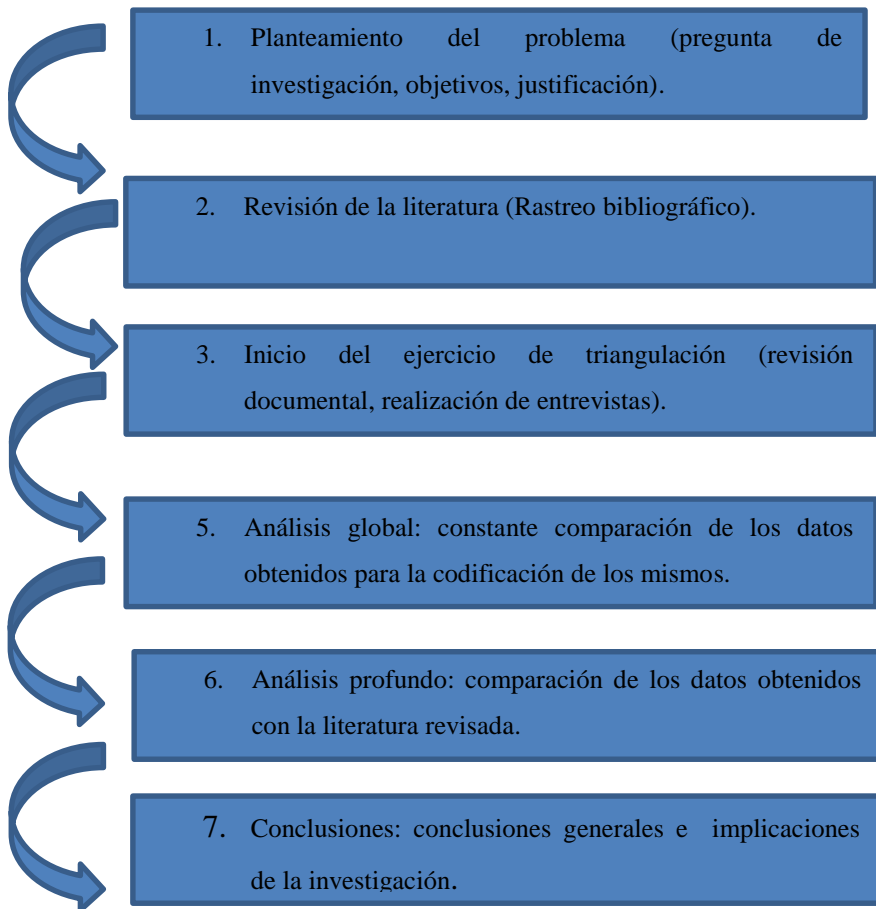 1. Planteamiento del problema (pregunta de
investigación, objetivos, justificación).
2. Revisión de la literatura (Rastreo bibliográfico).
3. Inicio del ejercicio de triangulación (revisión
documental, realización de entrevistas).
5. Análisis global: constante comparación de los datos
obtenidos para la codificación de los mismos.
6. Análisis profundo: comparación de los datos obtenidos
con la literatura revisada.
7. Conclusiones: conclusiones generales e implicaciones
de la investigación.